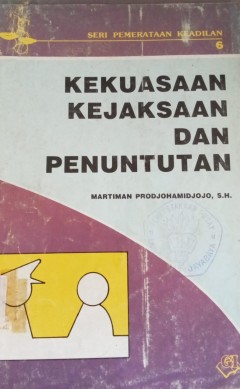 SERI PEMERATAAN KEADILAN
6
KEKUASAAN
KEJAKSAAN
DAN
PENUNTUTAN
MARTIMAN PRODJOHAMIDJOJO, S.H.